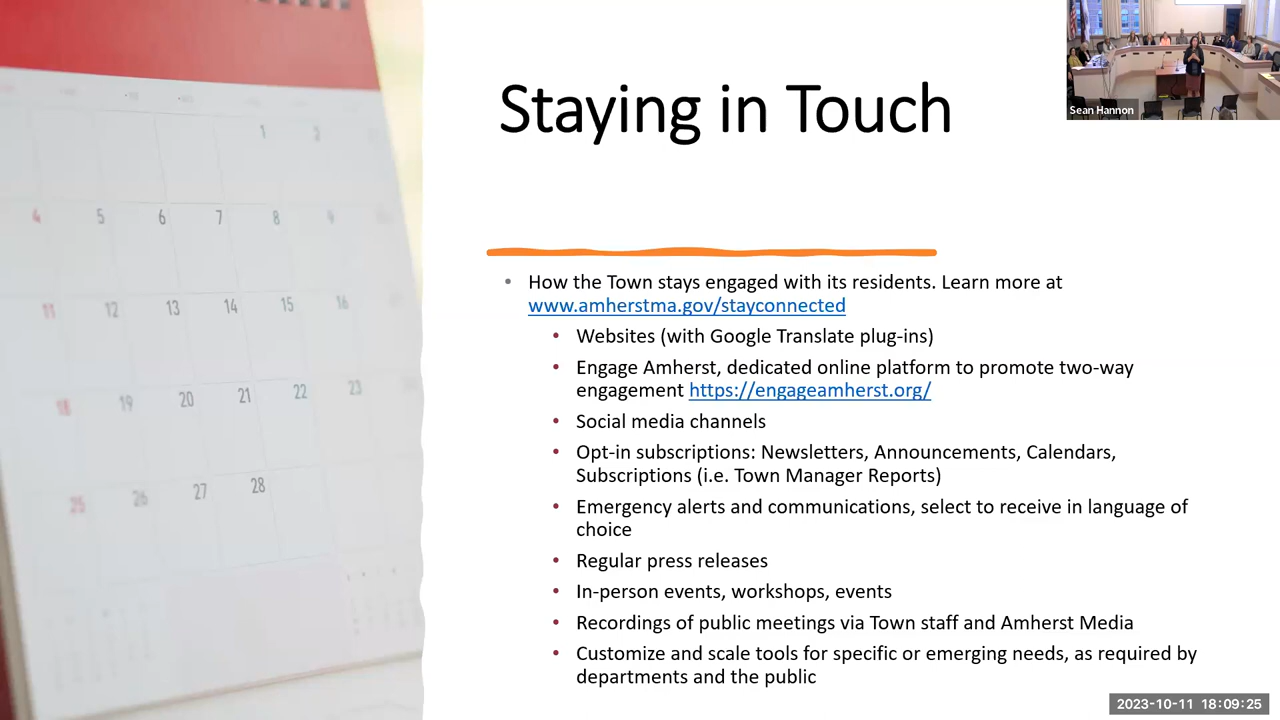 Staying in Touch
Sean Hannon
How the Town stays engaged with its residents. Learn more at
www.amherstma.gov/stayconnected
Websites (with Google Translate plug-ins)
Engage Amherst, dedicated online platform to promote two-way
engagement https://engageamherst.org/
Social media channels
Opt-in subscriptions: Newsletters, Announcements, Calendars,
Subscriptions (i.e. Town Manager Reports)
Emergency alerts and communications, select to receive in language of
choice
Regular press releases
In-person events, workshops, events
Recordings of public meetings via Town staff and Amherst Media
Customize and scale tools for specific or emerging needs, as required by
departments and the public
1 2
4 5 6 7 8 9
11 12 13 14 15 16
18 19 20 21 22 23
25 26 27 28
2023-10-11 18:09:25